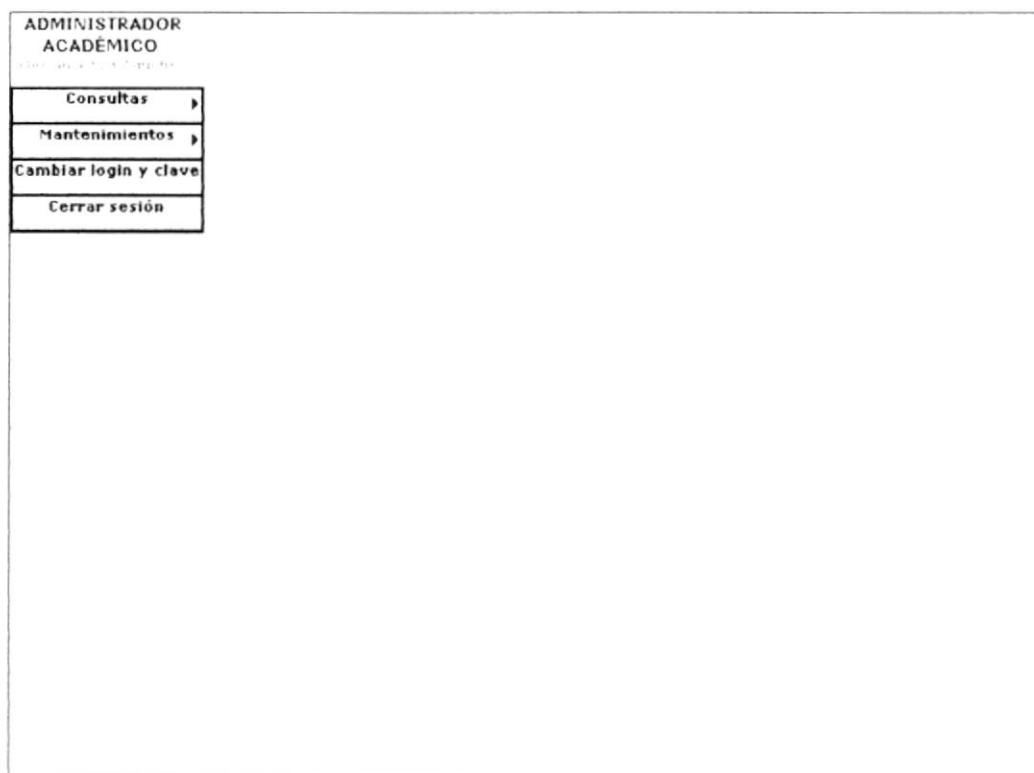 ADMINISTRADOR
ACADÉMICO
Consultas
Mantenimientos
Cambiar login y clave
Cerrar sesión